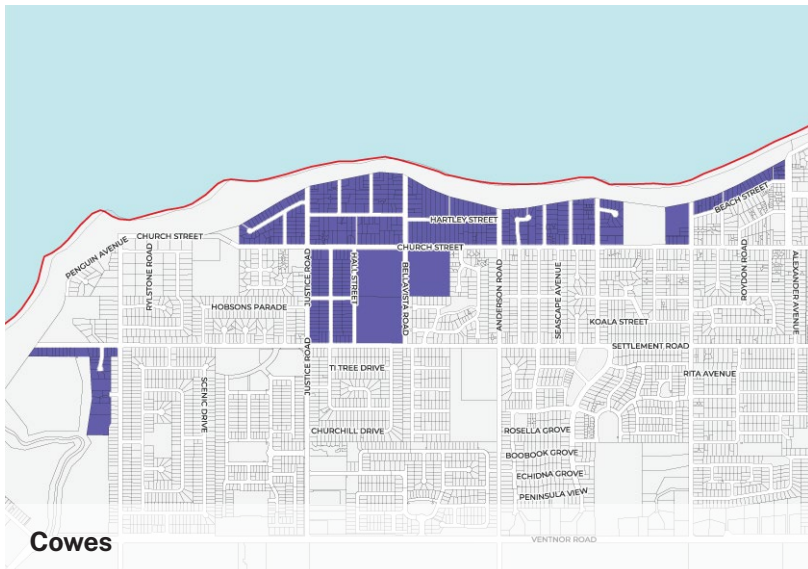 BEACH STREET
HARTLEY STREET
CHURCH STREET
CHURCH STREET
PENGUIN AVENUE
RYLSTONE ROAD
JUSTICE ROAD
HALL STREET
BELLAVISTA ROAD
ANDERSON ROAD
SEASCAPE AVENUE
ROYDON ROAD
ALEXANDER AVENUE
HOBSONS PARADE
KOALA STREET
SETTLEMENT ROAD
JUSTICE ROAD
TI TREE DRIVE
RITA AVENUE
SCENIC DRIVE
CHURCHILL DRIVE
ROSELLA GROVE
BOOBOOK GROVE
ECHIDNA GROVE
PENINSULA VIEW
Cowes
VENTNOR ROAD